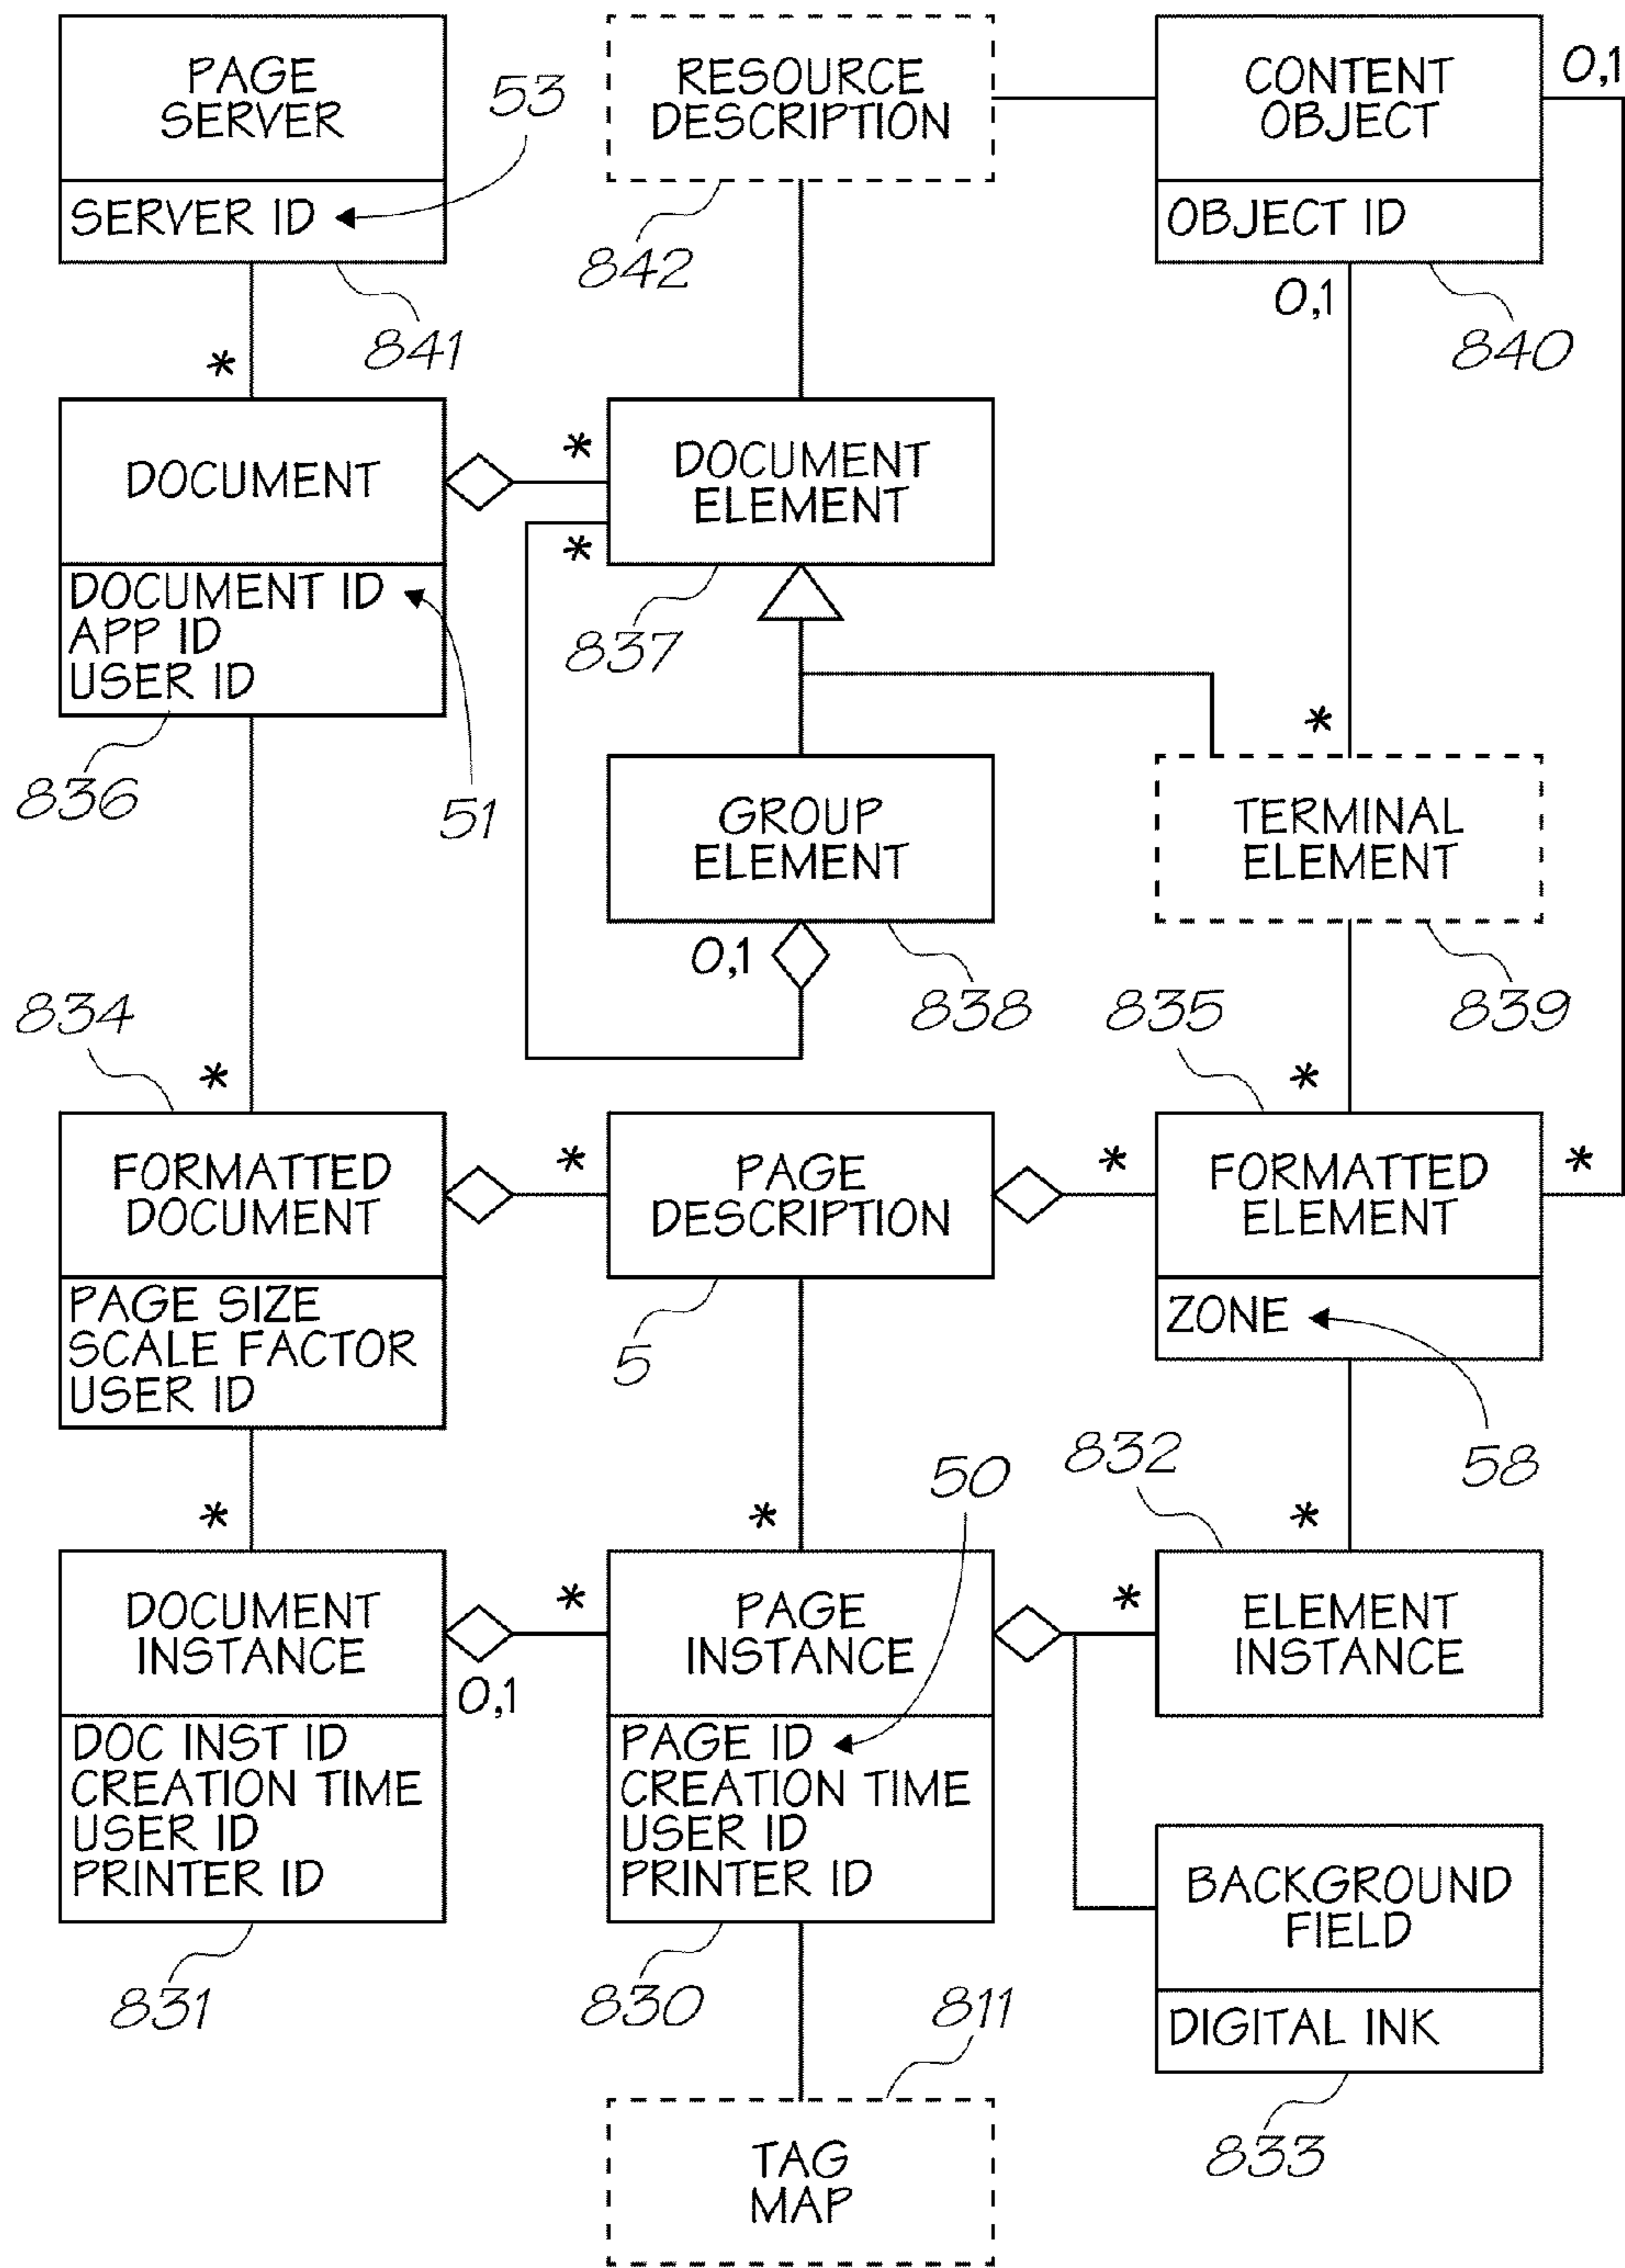 PAGE
SERVER
SERVER ID
53
841
RESOURCE
DESCRIPTION
842
CONTENT
OBJECT
OBJECT ID
0,1
0,1
840
*
DOCUMENT
DOCUMENT ID
APP ID
USER ID
836
51
*
*
DOCUMENT
ELEMENT
837
GROUP
ELEMENT
0,1
838
*
TERMINAL
ELEMENT
839
834
*
FORMATTED
DOCUMENT
PAGE SIZE
SCALE FACTOR
USER ID
*
PAGE
DESCRIPTION
5
835
*
*
FORMATTED
ELEMENT
*
ZONE
58
*
DOCUMENT
INSTANCE
0,1
DOC INST ID
CREATION TIME
USER ID
PRINTER ID
831
*
*
50
PAGE
INSTANCE
PAGE ID
CREATION TIME
USER ID
PRINTER ID
830
832
*
*
ELEMENT
INSTANCE
BACKGROUND
FIELD
DIGITAL INK
833
811
TAG
MAP